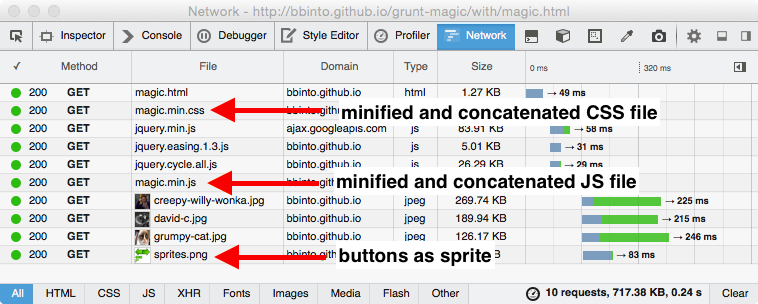 Network - http://bbinto.github.io/grunt-magic/with/magic.html
Inspector Console Debugger Style Editor Profiler Network
✓ Method File Domain Type Size 0 ms 320 ms
200 GET magic.html bbinto.github.io html 1.27 KB → 49 ms
200 GET magic.min.css bbinto.github.io minified and concatenated CSS file
200 GET jquery.min.js ajax.googleapis.com js 83.91 KB → 58 ms
200 GET jquery.easing.1.3.js bbinto.github.io js 5.01 KB → 31 ms
200 GET jquery.cycle.all.js bbinto.github.io js 26.29 KB → 29 ms
200 GET magic.min.js minified and concatenated JS file
200 GET creepy-willy-wonka.jpg bbinto.github.io jpeg 269.74 KB → 225 ms
200 GET david-c.jpg bbinto.github.io jpeg 189.94 KB → 215 ms
200 GET grumpy-cat.jpg bbinto.github.io jpeg 126.17 KB → 246 ms
200 GET sprites.png buttons as sprite → 83 ms
All HTML CSS JS XHR Fonts Images Media Flash Other 10 requests, 717.38 KB, 0.24 s Clear